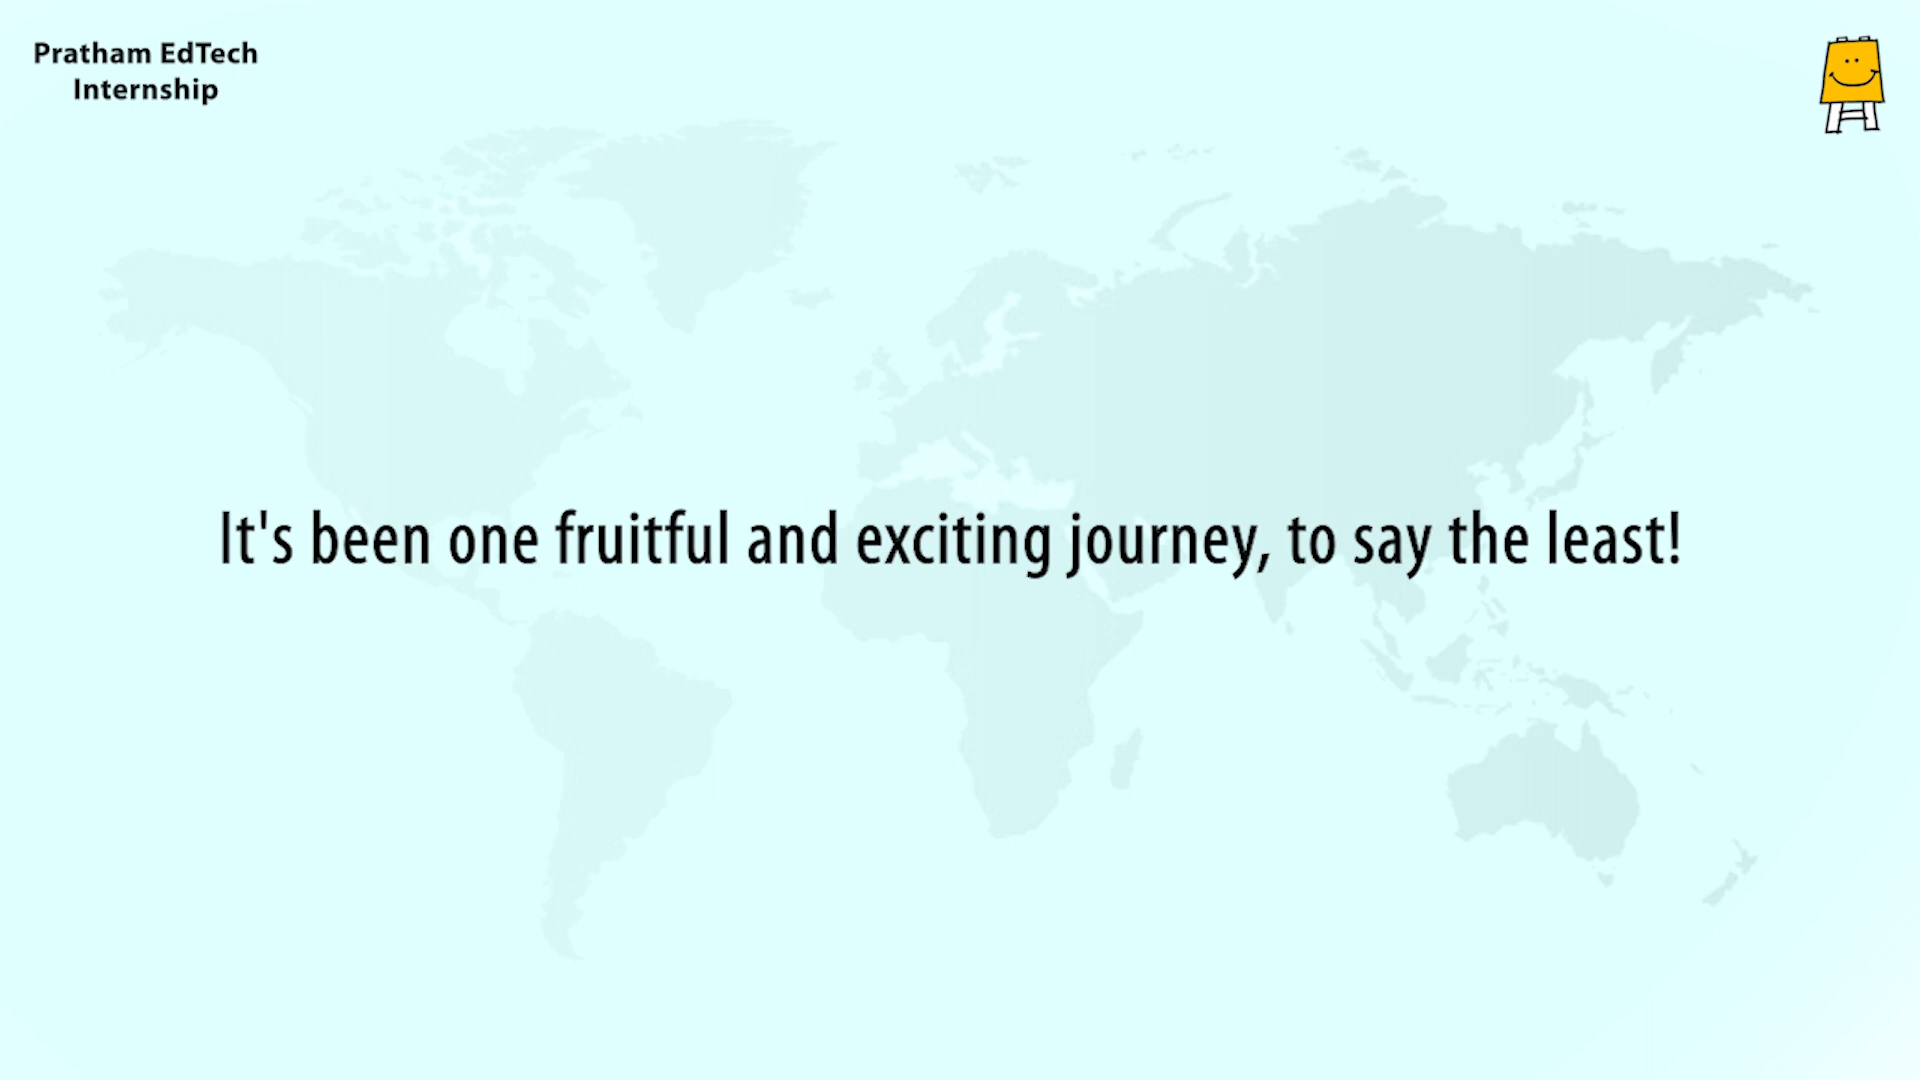 Pratham EdTech
Internship
It's been one fruitful and exciting journey, to say the least!